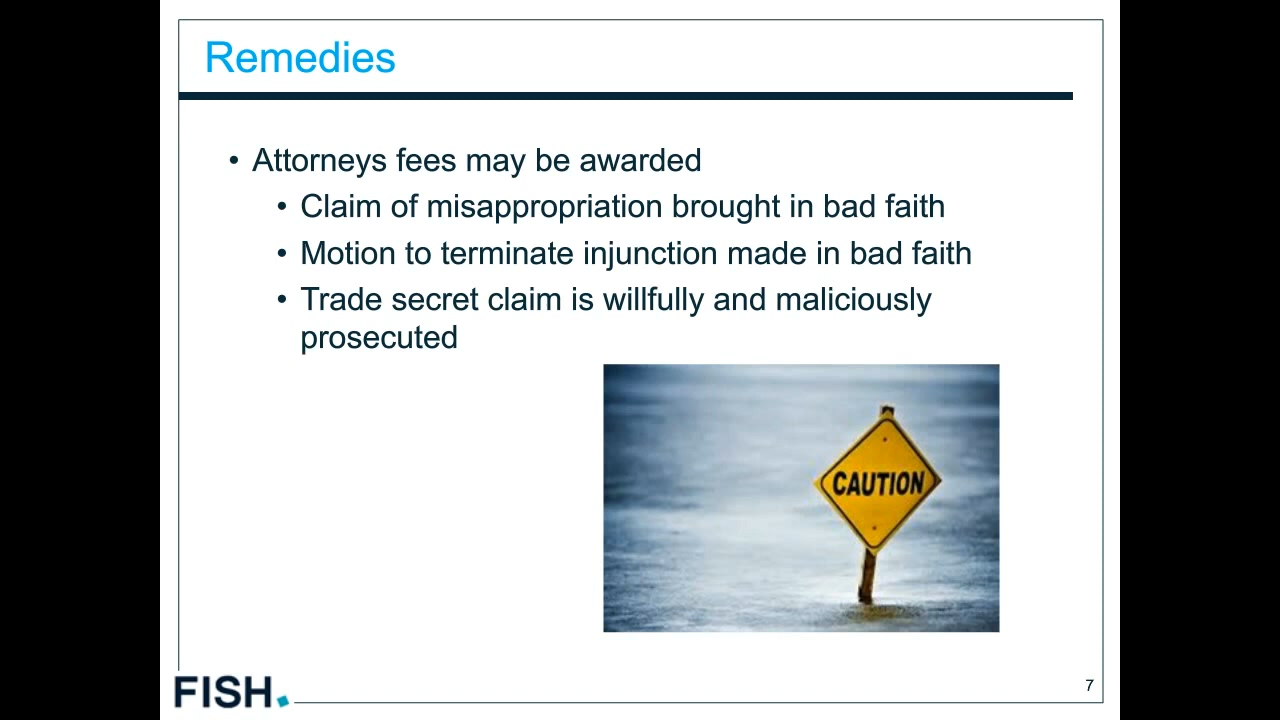 Remedies
• Attorneys fees may be awarded
• Claim of misappropriation brought in bad faith
• Motion to terminate injunction made in bad faith
• Trade secret claim is willfully and maliciously
prosecuted
CAUTION
FISH.
7